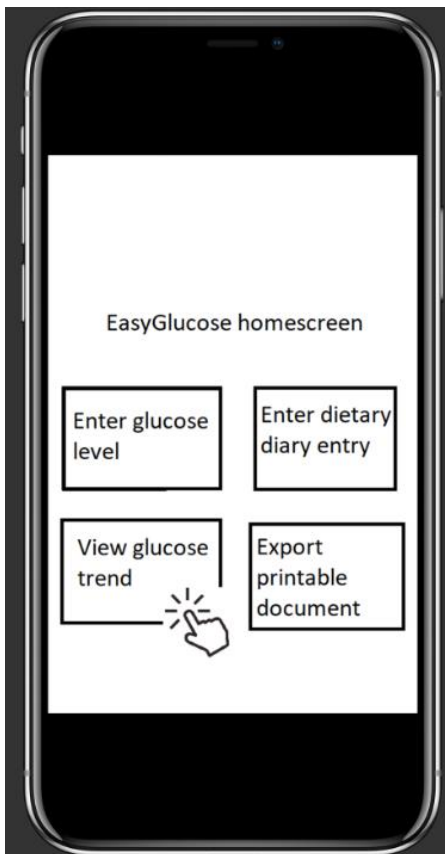 EasyGlucose homescreen
Enter glucose
level
Enter dietary
diary entry
View glucose
trend
Export
printable
document